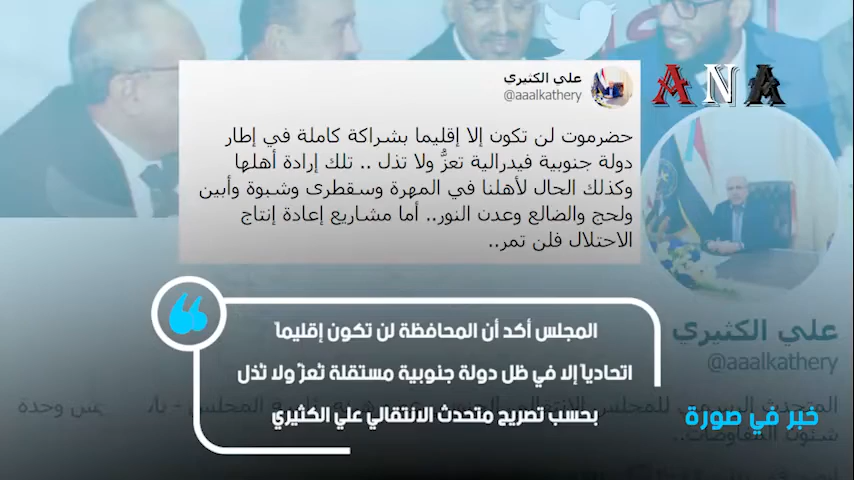 علي الكثيري
@aaalkathery
ANA
حضرموت لن تكون إلا إقليما بشراكة كاملة في إطار
دولة جنوبية فيدرالية تعزُّ ولا تذل .. تلك إرادة أهلها
وكذلك الحال لأهلنا في المهرة وسقطرى وشبوة وأبين
ولحج والضالع وعدن النور.. أما مشاريع إعادة إنتاج
الاحتلال فلن تمر..
المجلس أكد أن المحافظة لن تكون إقليماً
اتحادياً إلا في ظل دولة جنوبية مستقلة تُعزّ ولا تُذل
بحسب تصريح متحدث الانتقالي علي الكثيري
علي الكثيري
@aaalkathery
خبر في صورة